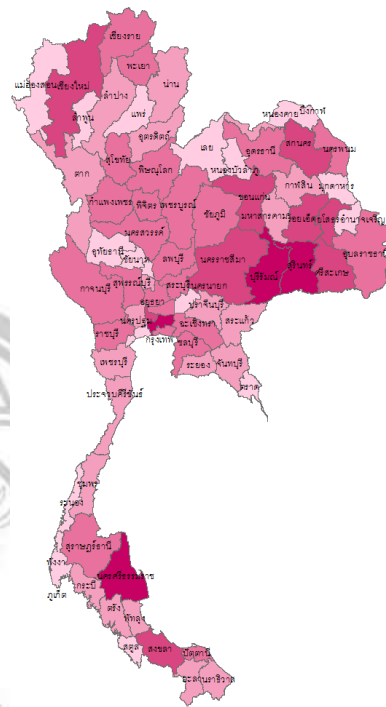 เชียงราย
พะเยา
แม่ฮ่องสอน
เชียงใหม่
น่าน
ลำปาง
ลำพูน
แพร่
อุตรดิตถ์
ตาก
สุโขทัย
พิษณุโลก
กำแพงเพชร
พิจิตร
เพชรบูรณ์
นครสวรรค์
อุทัยธานี
ชัยนาท
ลพบุรี
สุพรรณบุรี
กาญจนบุรี
อยุธยา
สระบุรี
นครนายก
ปราจีนบุรี
นครปฐม
ฉะเชิงเทรา
สระแก้ว
ราชบุรี
กรุงเทพ
ชลบุรี
เพชรบุรี
ระยอง
จันทบุรี
ตราด
ประจวบคีรีขันธ์
เลย
หนองคาย
บึงกาฬ
หนองบัวลำภู
อุดรธานี
สกลนคร
นครพนม
ขอนแก่น
กาฬสินธุ์
มุกดาหาร
ชัยภูมิ
มหาสารคาม
ร้อยเอ็ด
ยโสธร
อำนาจเจริญ
นครราชสีมา
บุรีรัมณ์
สุรินทร์
ศรีสะเกษ
อุบลราชธานี
ชุมพร
ระนอง
สุราษฎร์ธานี
พังงา
นครศรีธรรมราช
กระบี่
ภูเก็ต
ตรัง
พัทลุง
สตูล
สงขลา
ปัตตานี
ยะลา
นราธิวาส